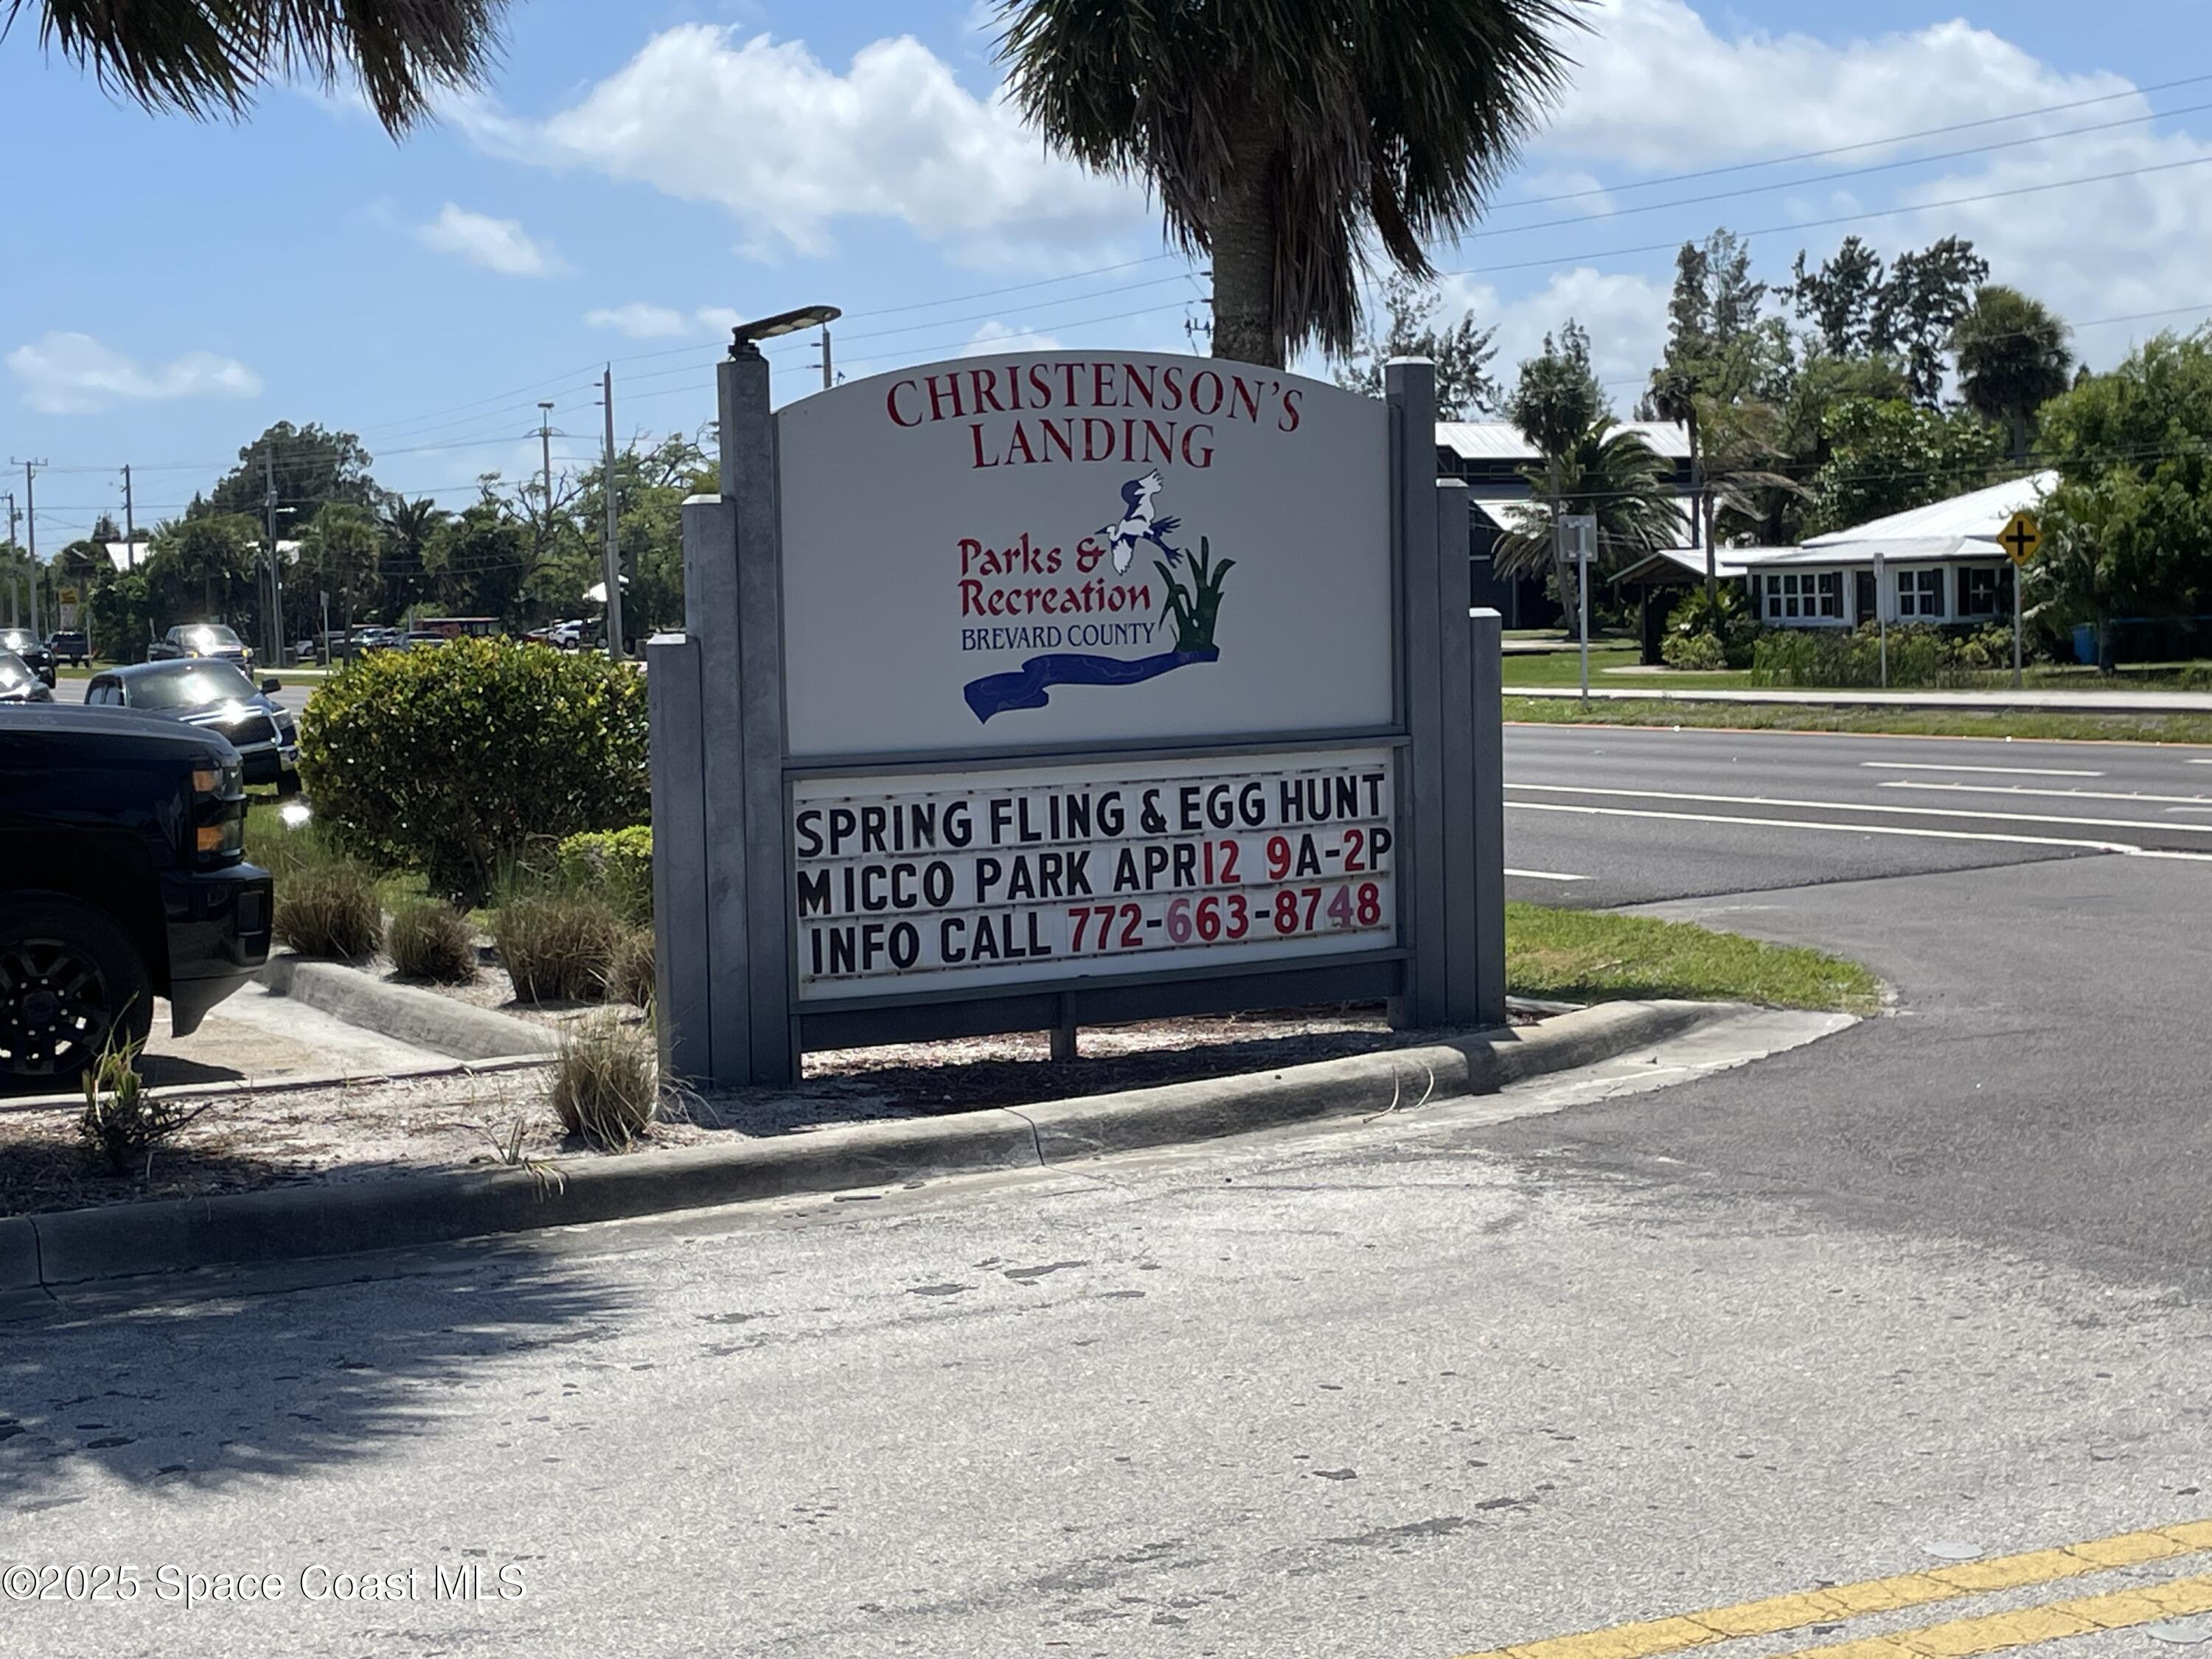 CHRISTENSON'S
LANDING
Parks &
Recreation
BREVARD COUNTY
SPRING FLING & EGG HUNT
MICCO PARK APR12 9A-2P
INFO CALL 772-663-8748
©2025 Space Coast MLS